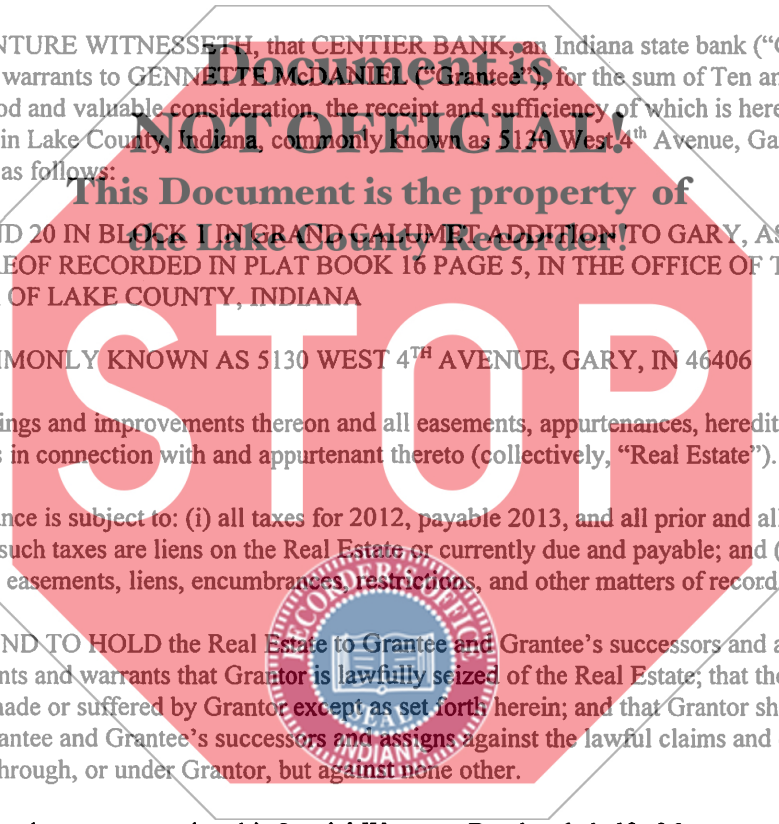 NTURE WITNESSETH, that CENTIER BANK, an Indiana state bank ("
Document is
warrants to GENNETTE McDANIEL ("Grantee"), for the sum of Ten an
od and valuable consideration, the receipt and sufficiency of which is here
NOT OFFICIAL!
in Lake County, Indiana, commonly known as 5130 West 4th Avenue, Ga
as follows:
This Document is the property of
the Lake County Recorder!
D 20 IN BLOCK 1 IN GRAND CALUMET ADDITION TO GARY, AS
EOF RECORDED IN PLAT BOOK 16 PAGE 5, IN THE OFFICE OF T
OF LAKE COUNTY, INDIANA
STOP
MMONLY KNOWN AS 5130 WEST 4TH AVENUE, GARY, IN 46406
ings and improvements thereon and all easements, appurtenances, heredit
s in connection with and appurtenant thereto (collectively, "Real Estate").
nce is subject to: (i) all taxes for 2012, payable 2013, and all prior and al
such taxes are liens on the Real Estate or currently due and payable; and (
easements, liens, encumbrances, restrictions, and other matters of record
ND TO HOLD the Real Estate to Grantee and Grantee's successors and a
nts and warrants that Grantor is lawfully seized of the Real Estate; that the
made or suffered by Grantor except as set forth herein; and that Grantor sh
antee and Grantee's successors and assigns against the lawful claims and
hrough, or under Grantor, but against none other.
RECORDER'S OFFICE
SEAL
INDIANA